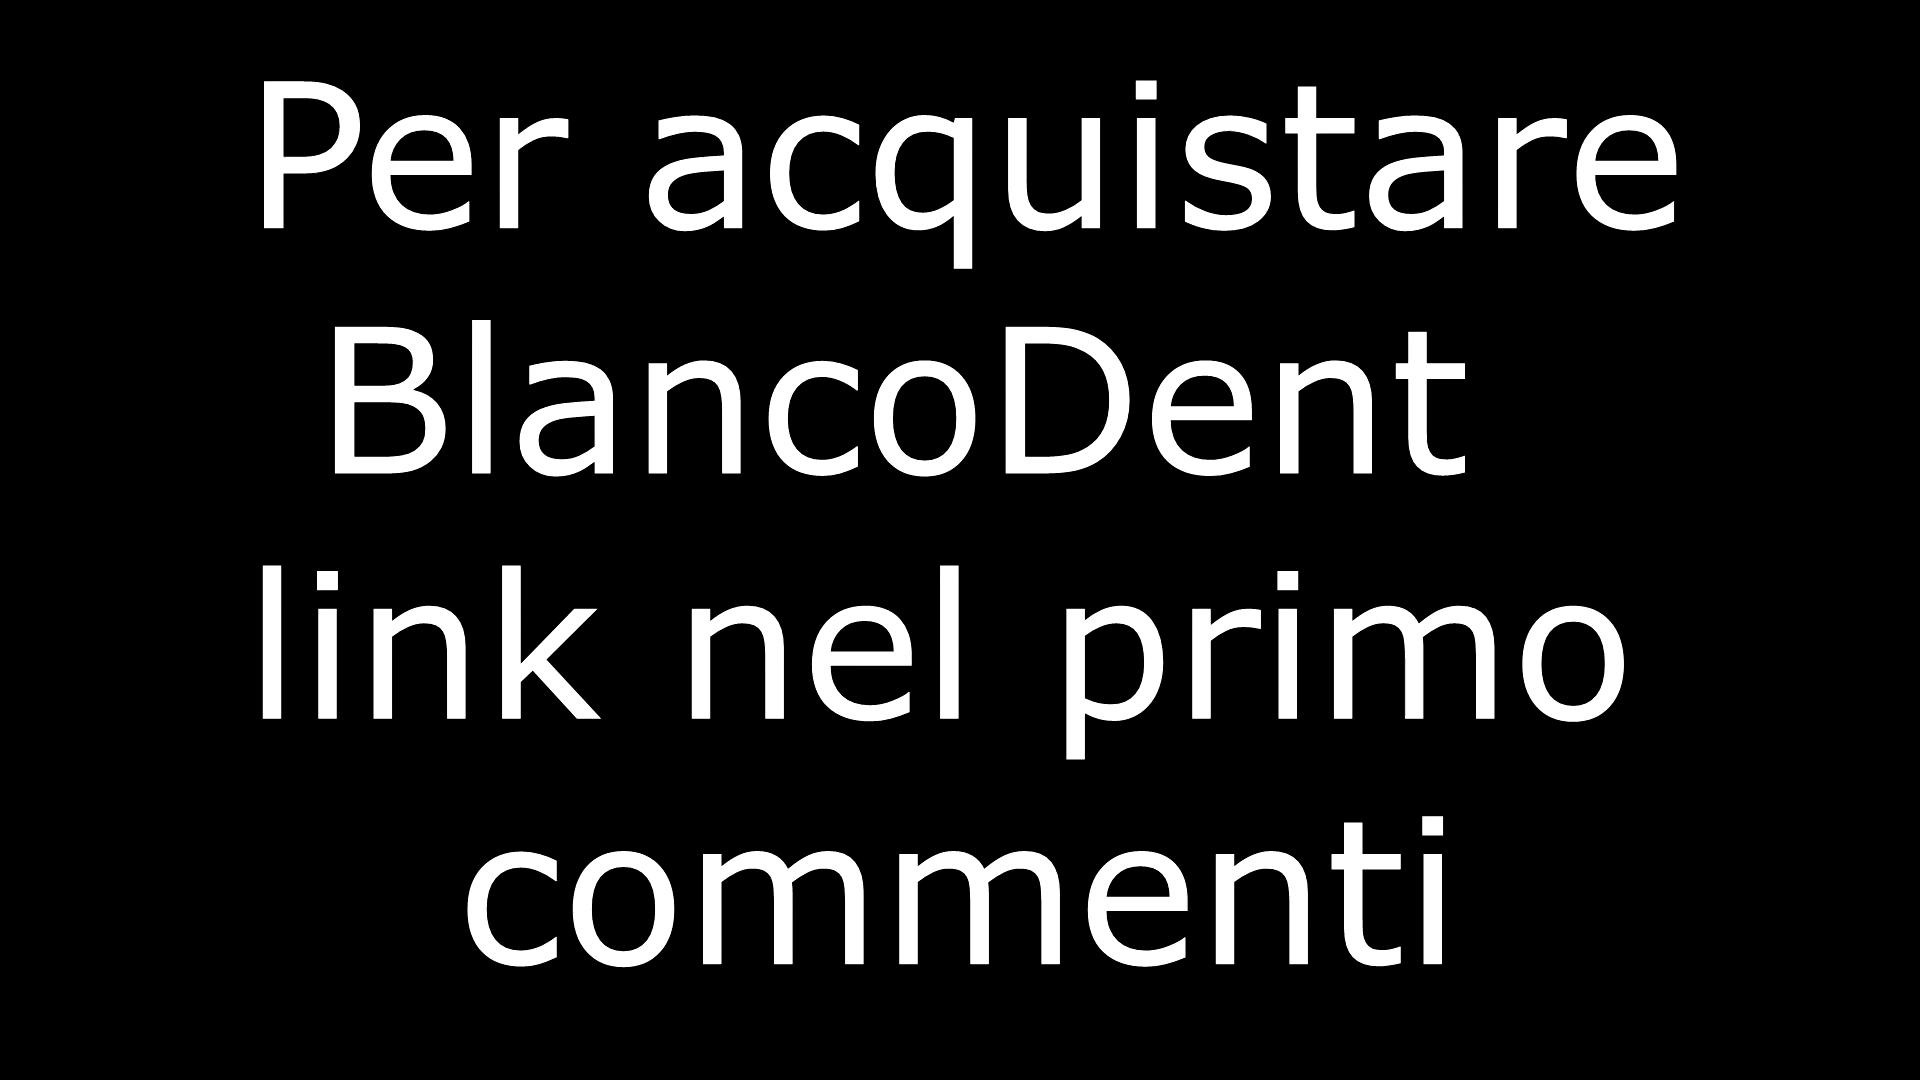 Per acquistare
BlancoDent
link nel primo
commenti